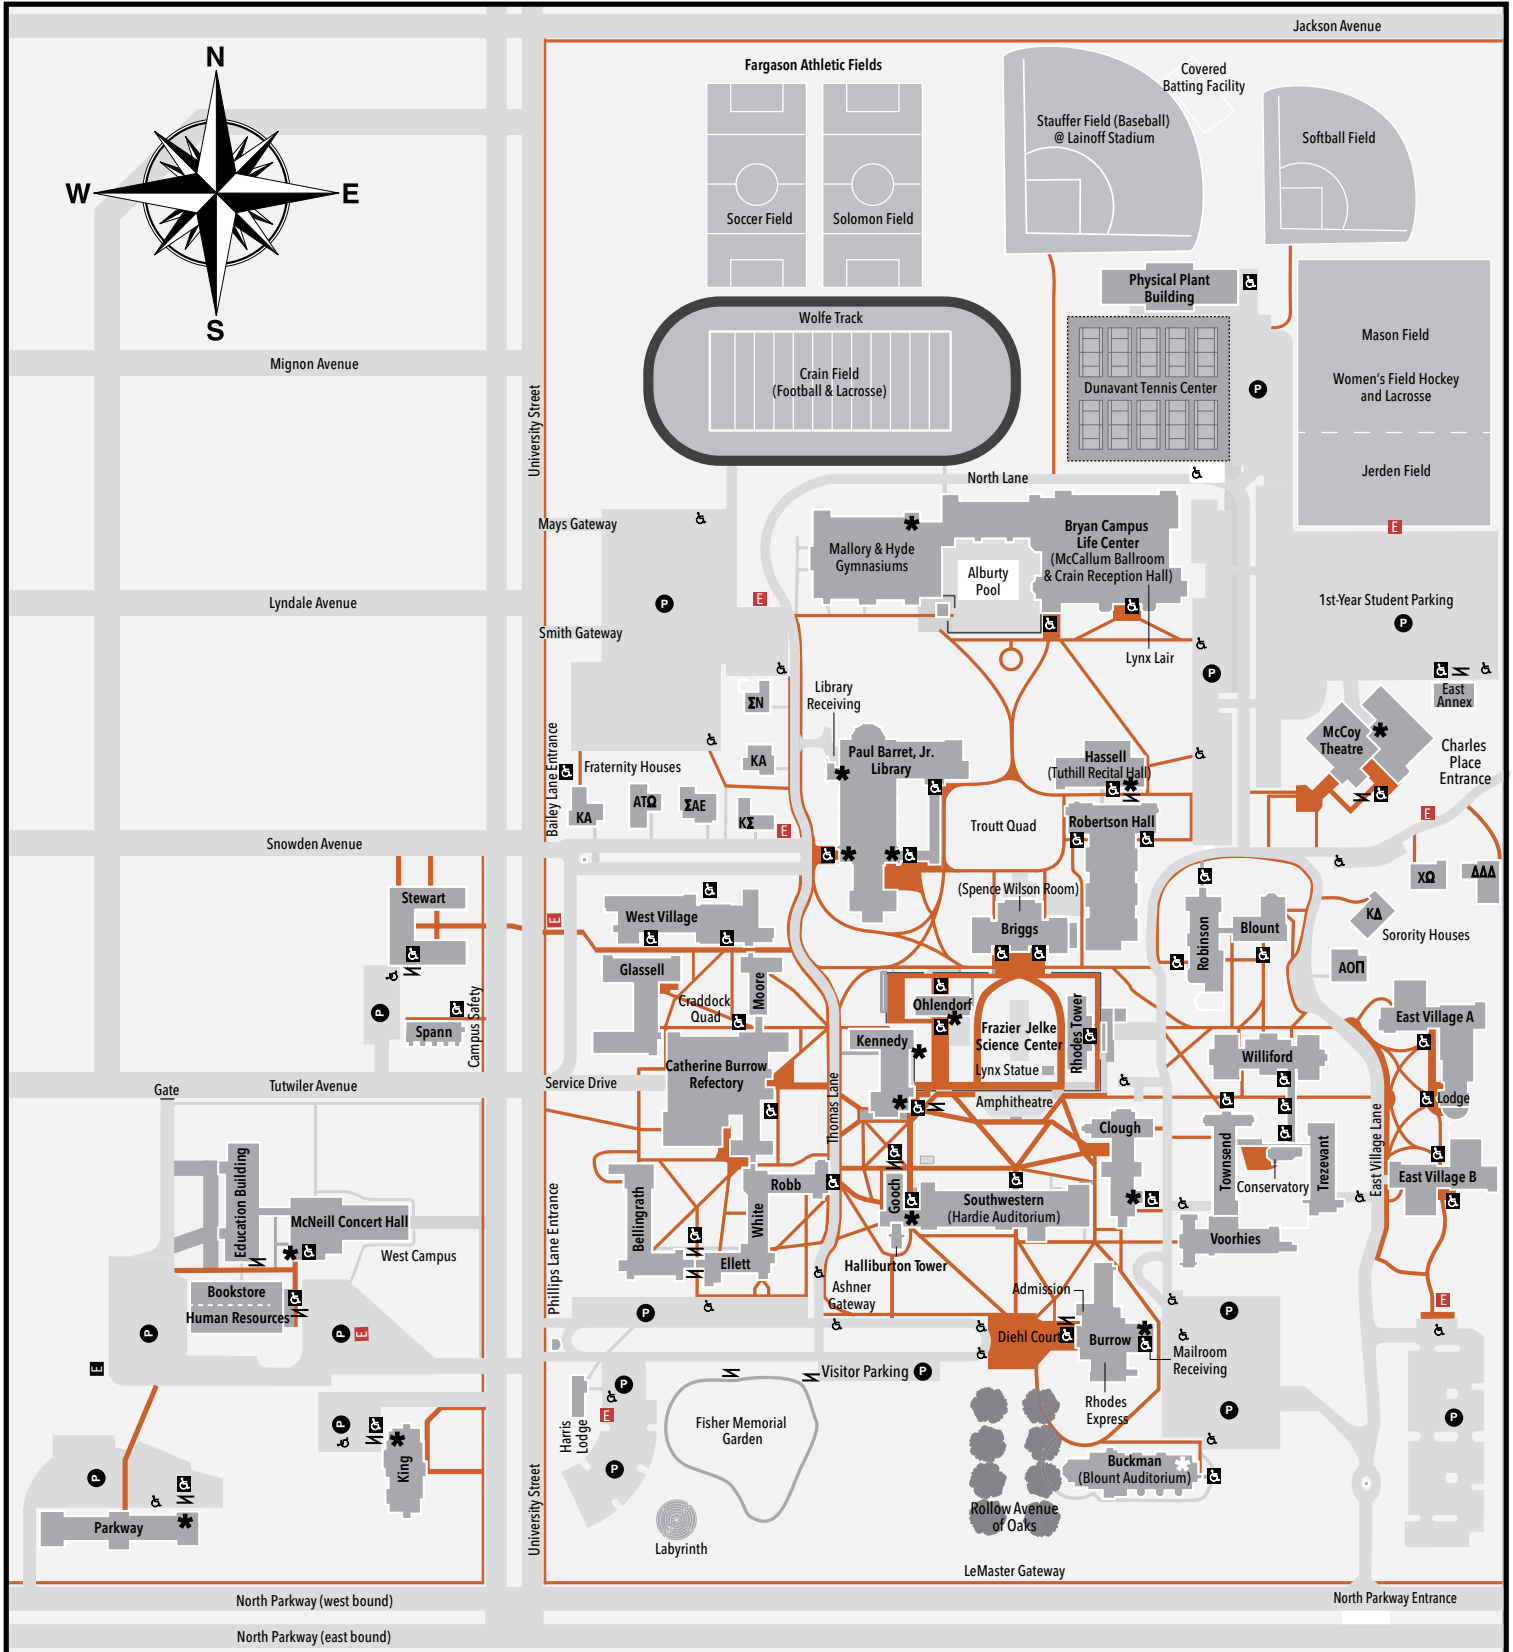 Jackson Avenue
N
W
E
S
Fargason Athletic Fields
Covered
Batting Facility
Stauffer Field (Baseball)
@ Lainoff Stadium
Softball Field
Soccer Field
Solomon Field
Physical Plant
Building
Wolfe Track
Crain Field
(Football & Lacrosse)
Dunavant Tennis Center
P
Mason Field
Women's Field Hockey
and Lacrosse
Jerden Field
Mignon Avenue
University Street
North Lane
Mays Gateway
Mallory & Hyde
Gymnasiums
Bryan Campus
Life Center
(McCallum Ballroom
& Crain Reception Hall)
Alburty
Pool
E
Lyndale Avenue
P
E
1st-Year Student Parking
P
Smith Gateway
Lynx Lair
P
Library
Receiving
ΣN
East
Annex
McCoy
Theatre
Charles
Place
Entrance
Bailey Lane Entrance
Fraternity Houses
KA
Paul Barret, Jr.
Library
Hassell
(Tuthill Recital Hall)
KA
ATΩ
ΣAE
KΣ
E
Troutt Quad
Robertson Hall
E
Snowden Avenue
XΩ
ΔΔΔ
Stewart
(Spence Wilson Room)
West Village
E
Briggs
Robinson
Blount
KΔ
Sorority Houses
Glassell
Moore
AOΠ
Craddock
Quad
Ohlendorf
P
Campus Safety
Spann
Frazier Jelke
Science Center
Rhodes Tower
East Village A
Kennedy
Williford
Catherine Burrow
Refectory
Lynx Statue
Tutwiler Avenue
Service Drive
Gate
Thomas Lane
Amphitheatre
Lodge
Clough
East Village Lane
Education Building
Bellingrath
Robb
Gooch
Southwestern
(Hardie Auditorium)
Townsend
Conservatory
Trezevant
East Village B
McNeill Concert Hall
White
West Campus
Voorhies
Phillips Lane Entrance
Ellett
Halliburton Tower
Bookstore
Human Resources
Ashner
Gateway
Admission
P
P
E
P
Diehl Court
Burrow
P
E
Mailroom
Receiving
E
Visitor Parking P
Harris
Lodge
P
E
Rhodes
Express
P
P
P
Fisher Memorial
Garden
King
P
P
Buckman
(Blount Auditorium)
Parkway
University Street
Rollow Avenue
of Oaks
Labyrinth
LeMaster Gateway
North Parkway (west bound)
North Parkway Entrance
North Parkway (east bound)